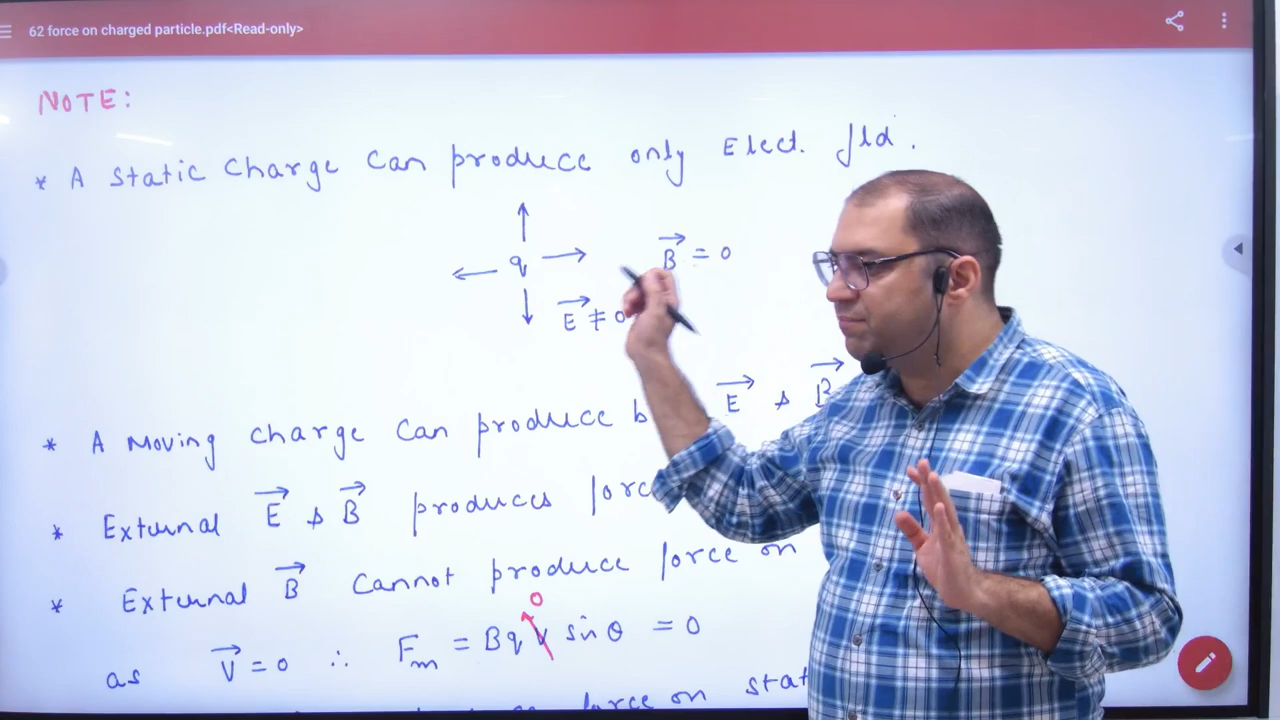 62 force on charged particle.pdf<Read-only>
NOTE:
* A static charge can produce only Elect. fld.
q
B = 0
E ≠ 0
* A moving charge can produce b E & B
* External E & B produces forc
* External B cannot produce force on
as V = 0 ∴ Fm = Bqv sin θ = 0
0
force on stat